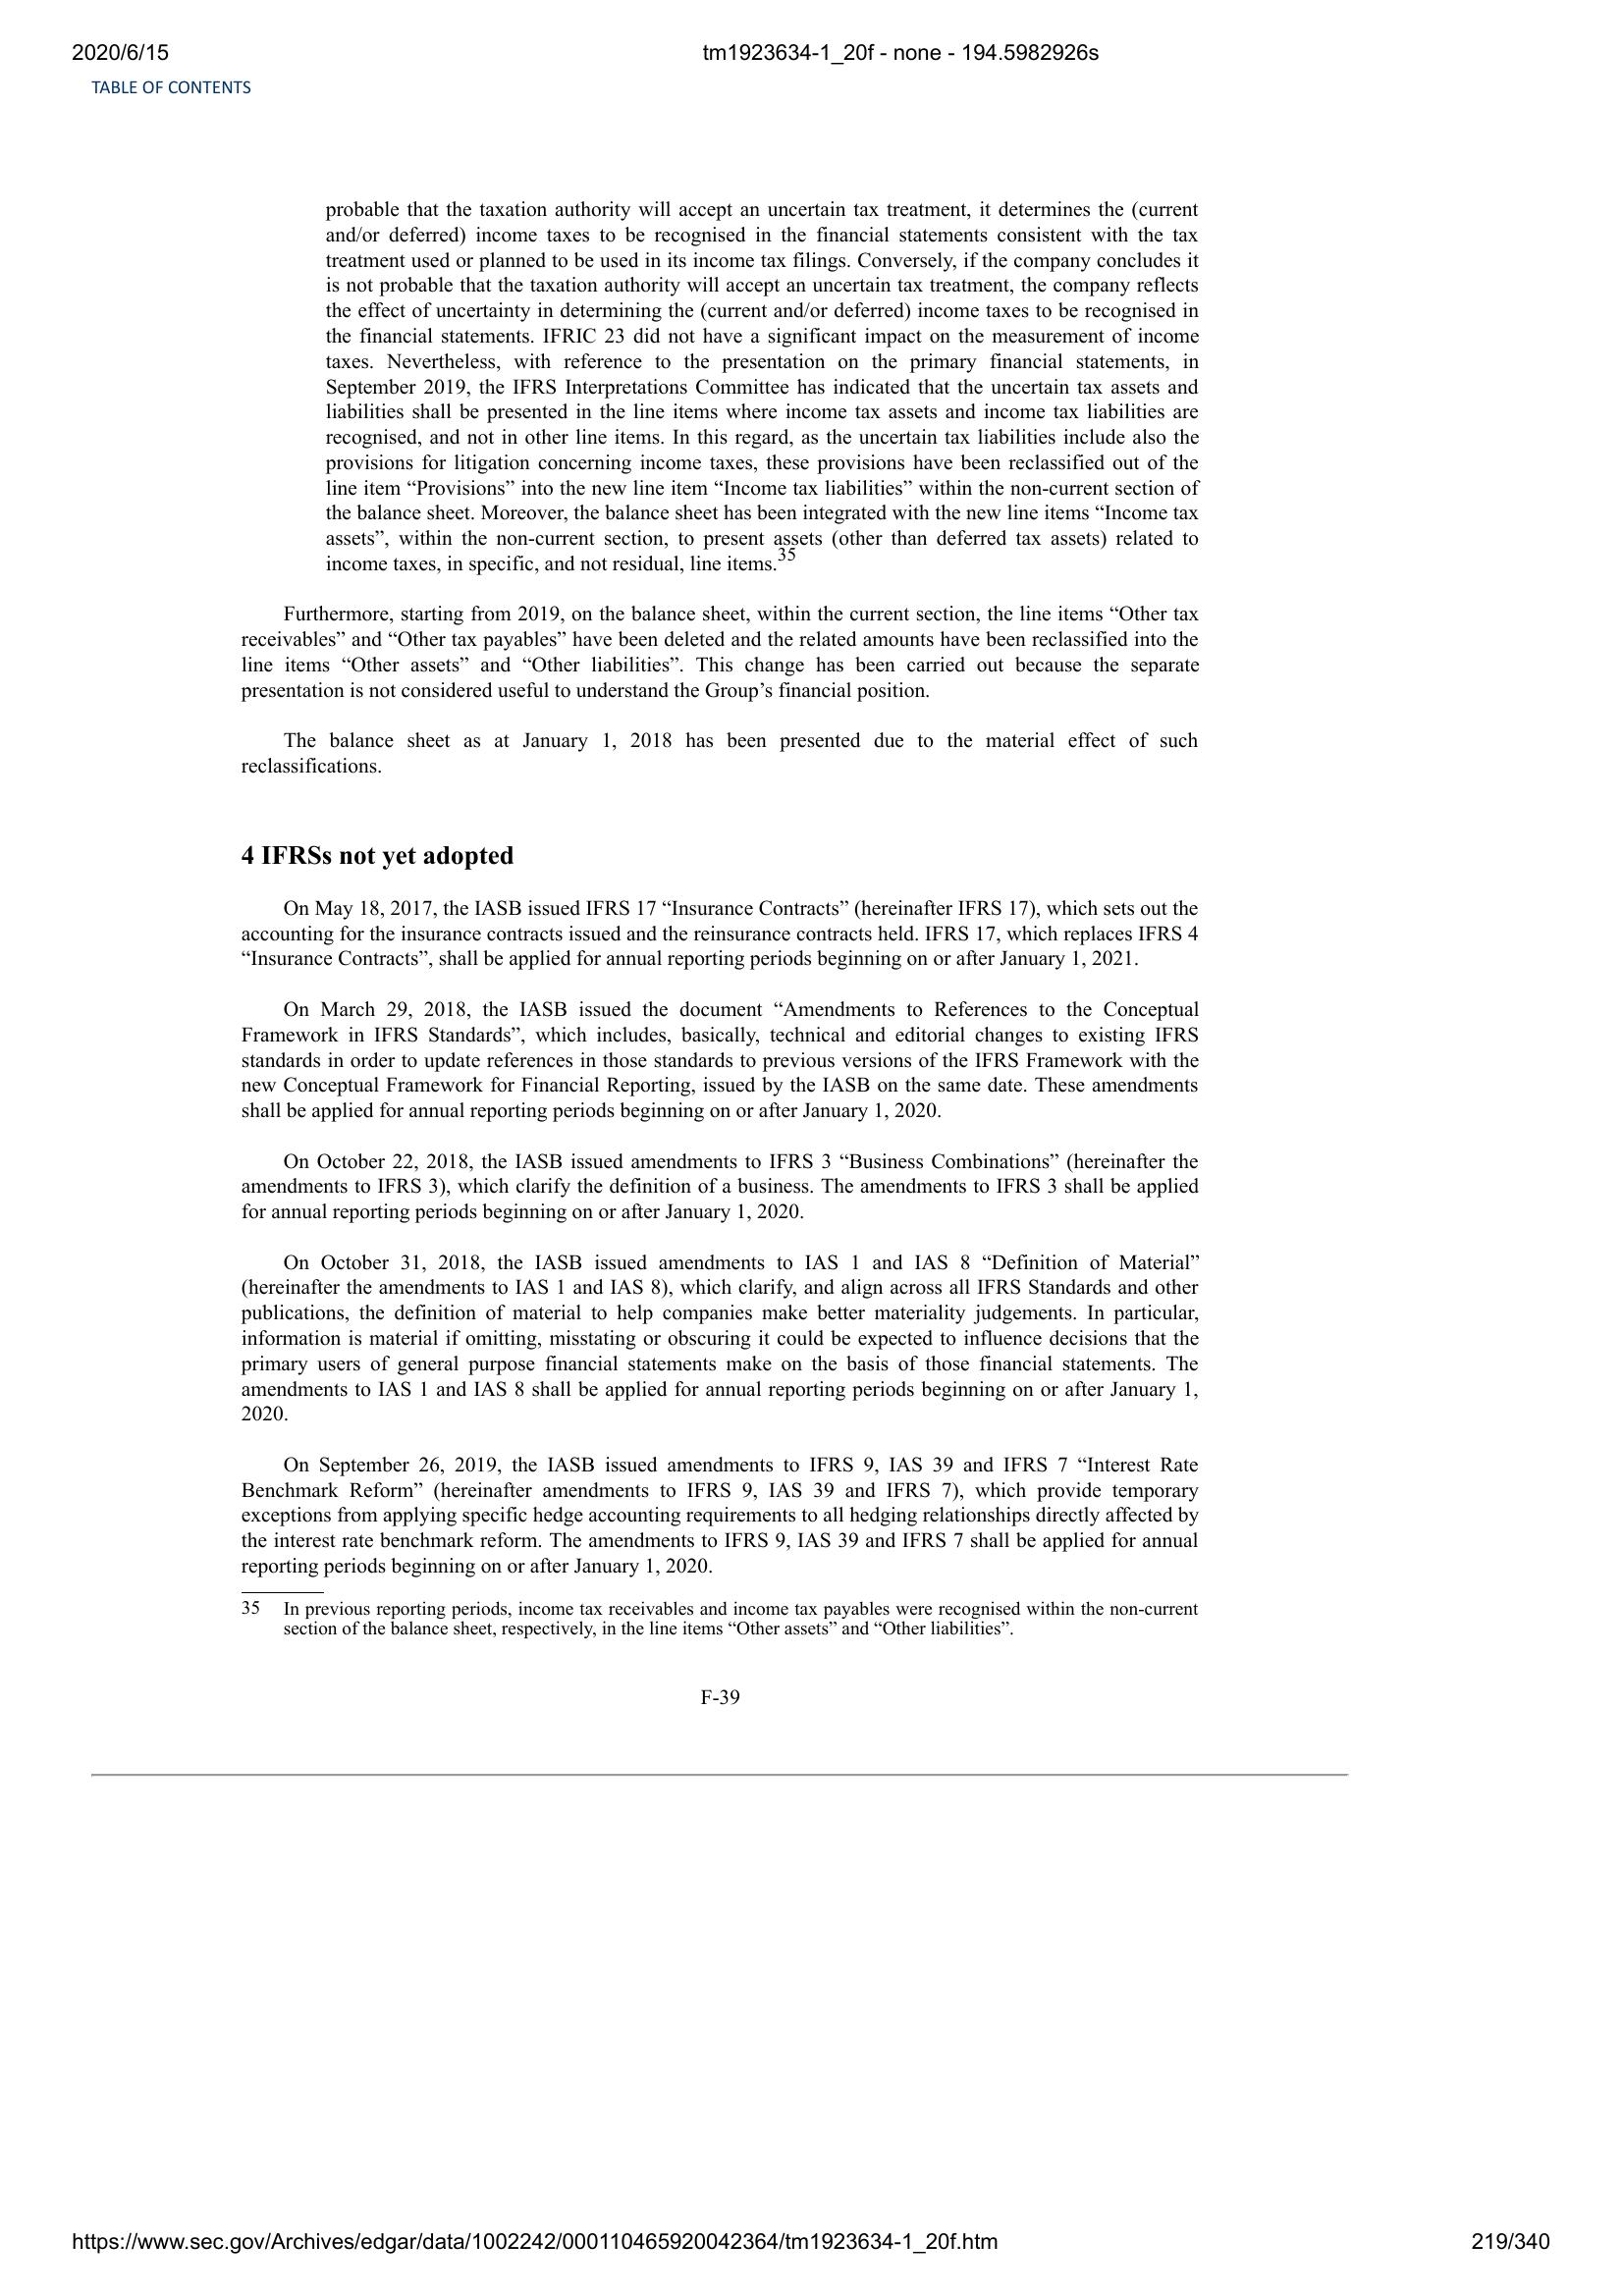 2020/6/15
tm1923634-1_20f - none - 194.5982926s
TABLE OF CONTENTS
probable that the taxation authority will accept an uncertain tax treatment, it determines the (current
and/or deferred) income taxes to be recognised in the financial statements consistent with the tax
treatment used or planned to be used in its income tax filings. Conversely, if the company concludes it
is not probable that the taxation authority will accept an uncertain tax treatment, the company reflects
the effect of uncertainty in determining the (current and/or deferred) income taxes to be recognised in
the financial statements. IFRIC 23 did not have a significant impact on the measurement of income
taxes. Nevertheless, with reference to the presentation on the primary financial statements, in
September 2019, the IFRS Interpretations Committee has indicated that the uncertain tax assets and
liabilities shall be presented in the line items where income tax assets and income tax liabilities are
recognised, and not in other line items. In this regard, as the uncertain tax liabilities include also the
provisions for litigation concerning income taxes, these provisions have been reclassified out of the
line item “Provisions” into the new line item “Income tax liabilities” within the non-current section of
the balance sheet. Moreover, the balance sheet has been integrated with the new line items “Income tax
assets”, within the non-current section, to present assets (other than deferred tax assets) related to
income taxes, in specific, and not residual, line items.35
Furthermore, starting from 2019, on the balance sheet, within the current section, the line items “Other tax
receivables” and “Other tax payables” have been deleted and the related amounts have been reclassified into the
line items “Other assets” and “Other liabilities”. This change has been carried out because the separate
presentation is not considered useful to understand the Group’s financial position.
The balance sheet as at January 1, 2018 has been presented due to the material effect of such
reclassifications.
4 IFRSs not yet adopted
On May 18, 2017, the IASB issued IFRS 17 “Insurance Contracts” (hereinafter IFRS 17), which sets out the
accounting for the insurance contracts issued and the reinsurance contracts held. IFRS 17, which replaces IFRS 4
“Insurance Contracts”, shall be applied for annual reporting periods beginning on or after January 1, 2021.
On March 29, 2018, the IASB issued the document “Amendments to References to the Conceptual
Framework in IFRS Standards”, which includes, basically, technical and editorial changes to existing IFRS
standards in order to update references in those standards to previous versions of the IFRS Framework with the
new Conceptual Framework for Financial Reporting, issued by the IASB on the same date. These amendments
shall be applied for annual reporting periods beginning on or after January 1, 2020.
On October 22, 2018, the IASB issued amendments to IFRS 3 “Business Combinations” (hereinafter the
amendments to IFRS 3), which clarify the definition of a business. The amendments to IFRS 3 shall be applied
for annual reporting periods beginning on or after January 1, 2020.
On October 31, 2018, the IASB issued amendments to IAS 1 and IAS 8 “Definition of Material”
(hereinafter the amendments to IAS 1 and IAS 8), which clarify, and align across all IFRS Standards and other
publications, the definition of material to help companies make better materiality judgements. In particular,
information is material if omitting, misstating or obscuring it could be expected to influence decisions that the
primary users of general purpose financial statements make on the basis of those financial statements. The
amendments to IAS 1 and IAS 8 shall be applied for annual reporting periods beginning on or after January 1,
2020.
On September 26, 2019, the IASB issued amendments to IFRS 9, IAS 39 and IFRS 7 “Interest Rate
Benchmark Reform” (hereinafter amendments to IFRS 9, IAS 39 and IFRS 7), which provide temporary
exceptions from applying specific hedge accounting requirements to all hedging relationships directly affected by
the interest rate benchmark reform. The amendments to IFRS 9, IAS 39 and IFRS 7 shall be applied for annual
reporting periods beginning on or after January 1, 2020.
35 In previous reporting periods, income tax receivables and income tax payables were recognised within the non-current
section of the balance sheet, respectively, in the line items “Other assets” and “Other liabilities”.
F-39
https://www.sec.gov/Archives/edgar/data/1002242/000110465920042364/tm1923634-1_20f.htm
219/340